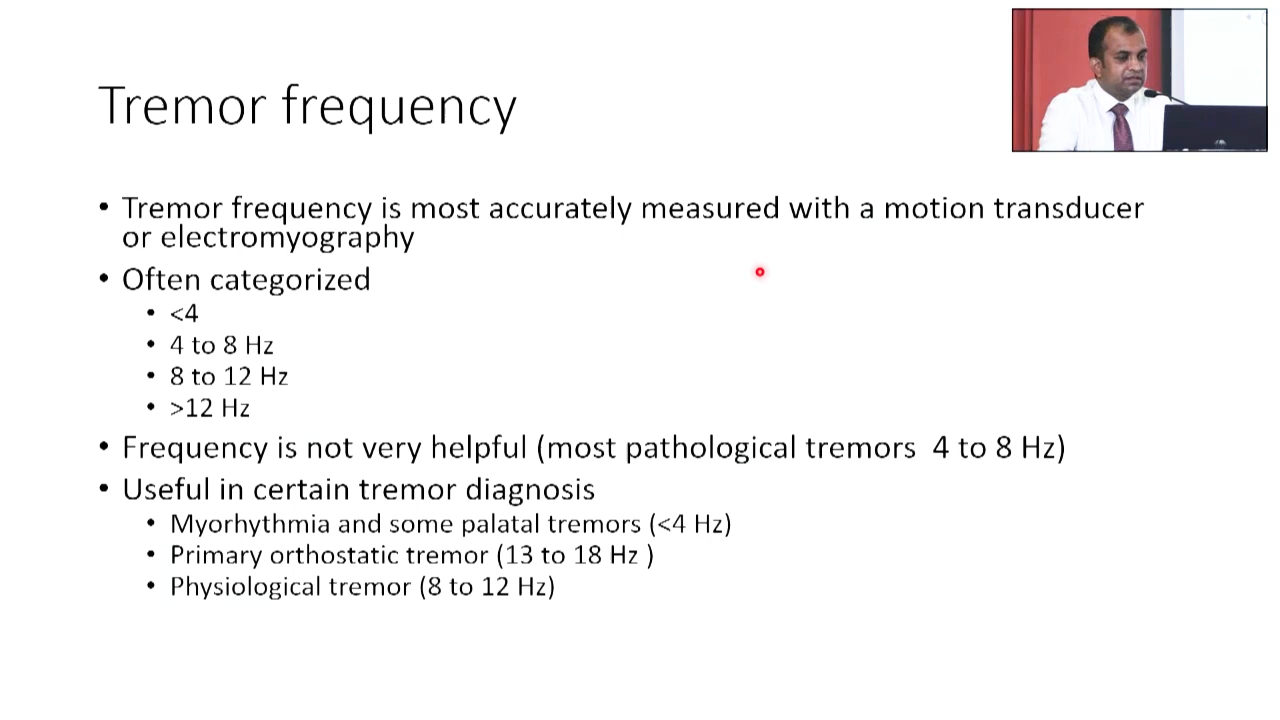 Tremor frequency
• Tremor frequency is most accurately measured with a motion transducer
or electromyography
• Often categorized
• <4
• 4 to 8 Hz
• 8 to 12 Hz
• >12 Hz
• Frequency is not very helpful (most pathological tremors  4 to 8 Hz)
• Useful in certain tremor diagnosis
• Myorhythmia and some palatal tremors (<4 Hz)
• Primary orthostatic tremor (13 to 18 Hz )
• Physiological tremor (8 to 12 Hz)